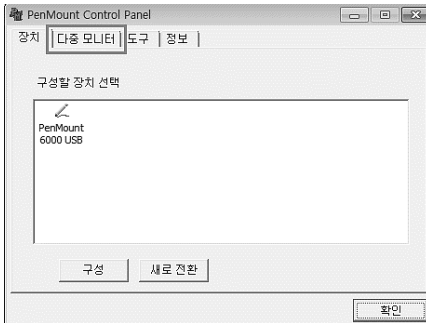 PenMount Control Panel
장치 다중 모니터 도구 정보
구성할 장치 선택
PenMount
6000 USB
구성 새로 전환
확인